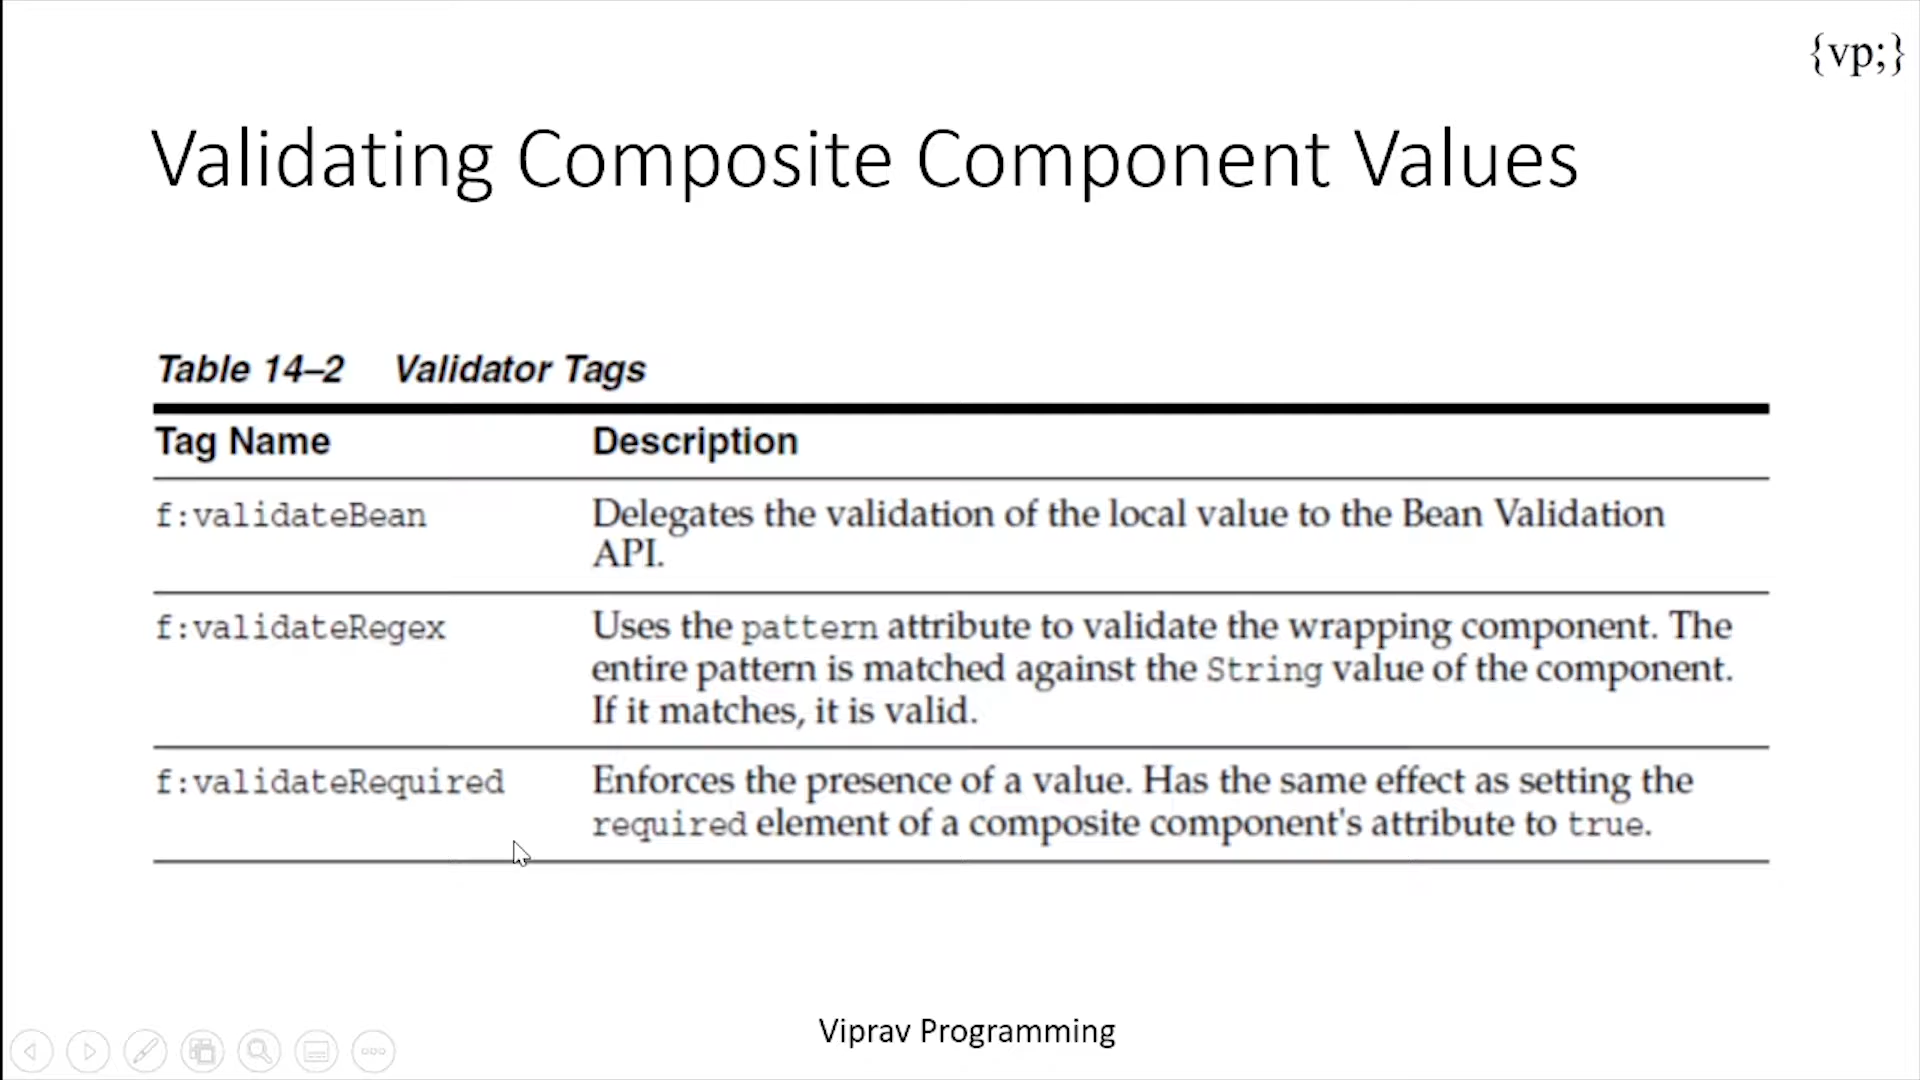 {vp;}
Validating Composite Component Values
Table 14–2 Validator Tags
Tag Name Description
f:validateBean Delegates the validation of the local value to the Bean Validation
API.
f:validateRegex Uses the pattern attribute to validate the wrapping component. The
entire pattern is matched against the String value of the component.
If it matches, it is valid.
f:validateRequired Enforces the presence of a value. Has the same effect as setting the
required element of a composite component's attribute to true.
Viprav Programming